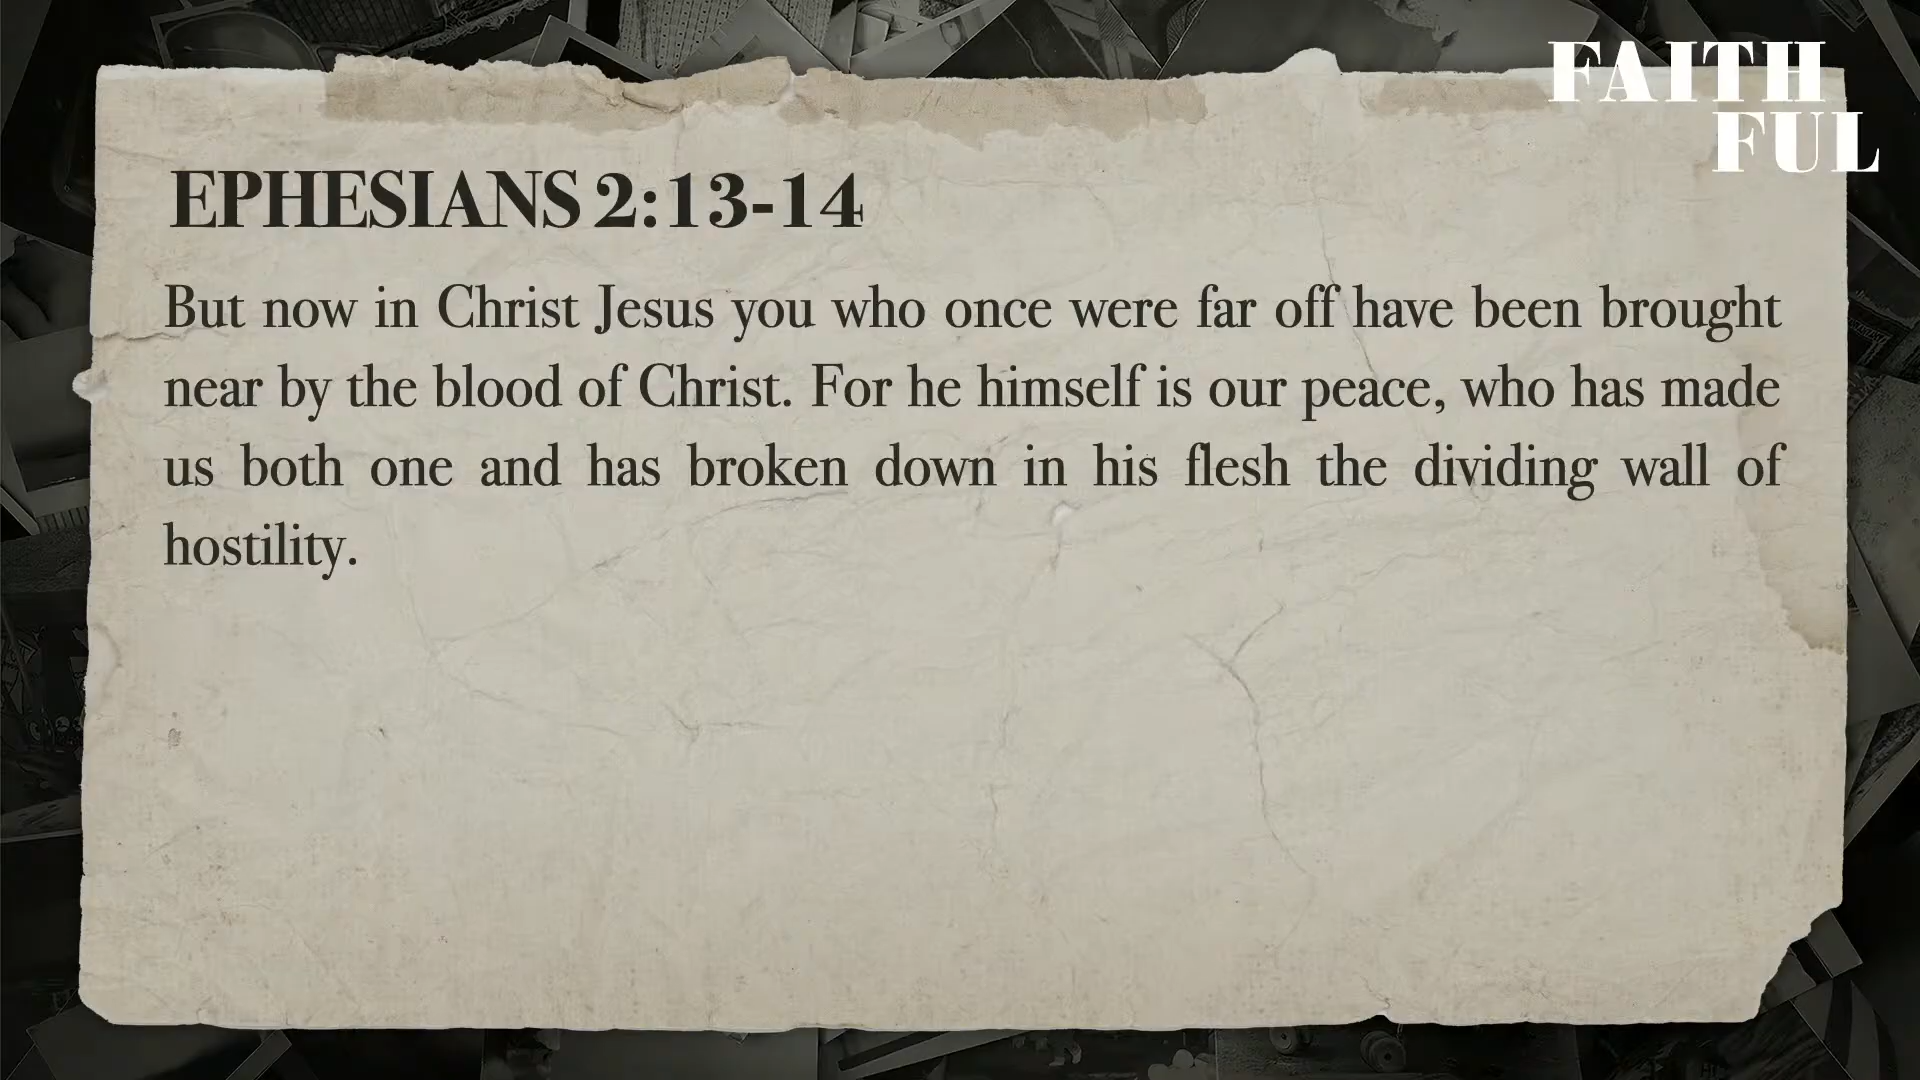 FAITH
FUL
EPHESIANS 2:13-14
But now in Christ Jesus you who once were far off have been brought
near by the blood of Christ. For he himself is our peace, who has made
us both one and has broken down in his flesh the dividing wall of
hostility.